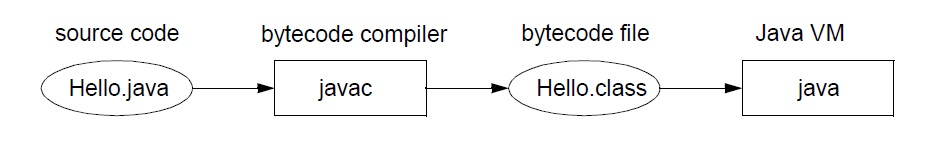 source code
bytecode compiler
bytecode file
Java VM
Hello.java
javac
Hello.class
java